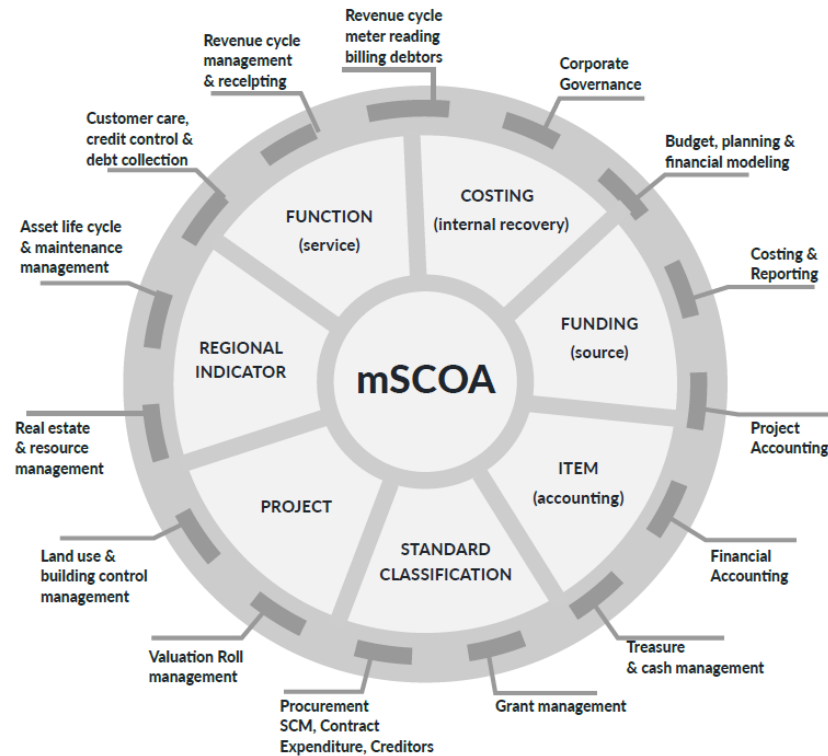 Revenue cycle
meter reading
billing debtors
Revenue cycle
management
& receipting
Corporate
Governance
Customer care,
credit control &
debt collection
Budget, planning &
financial modeling
Asset life cycle
& maintenance
management
Costing &
Reporting
Real estate
& resource
management
Project
Accounting
Land use &
building control
management
Financial
Accounting
Valuation Roll
management
Treasure
& cash management
Procurement
SCM, Contract
Expenditure, Creditors
Grant management
FUNCTION
(service)
COSTING
(internal recovery)
REGIONAL
INDICATOR
FUNDING
(source)
mSCOA
PROJECT
ITEM
(accounting)
STANDARD
CLASSIFICATION